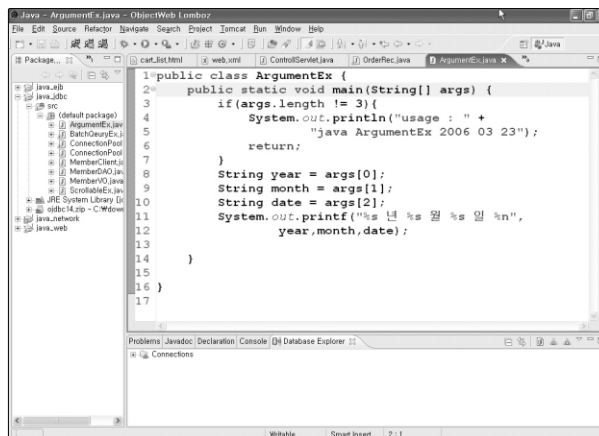 Java - ArgumentEx.java - ObjectWeb Lomboz
File Edit Source Refactor Navigate Search Project Tomcat Run Window Help
Java
Package...
cart_list.html web.xml ControlServlet.java OrderRec.java ArgumentEx.java
java_ejb
java_jdbc
src
(default package)
ArgumentEx.jav
BatchQeuryEx.j
ConnectionPool
ConnectionPool
MemberClient.ja
MemberDAO.ja
MemberVO.java
ScrollableEx.jav
JRE System Library [j
ojdbc14.zip - C:\dow
java_network
java_web
1 public class ArgumentEx {
2 public static void main(String[] args) {
3 if(args.length != 3){
4 System.out.println("usage : " +
5 "java ArgumentEx 2006 03 23");
6 return;
7 }
8 String year = args[0];
9 String month = args[1];
10 String date = args[2];
11 System.out.printf("%s 년 %s 월 %s 일 %n",
12 year,month,date);
13
14 }
15
16 }
17
Problems Javadoc Declaration Console Database Explorer
Connections
Writable Smart Insert 2 : 1